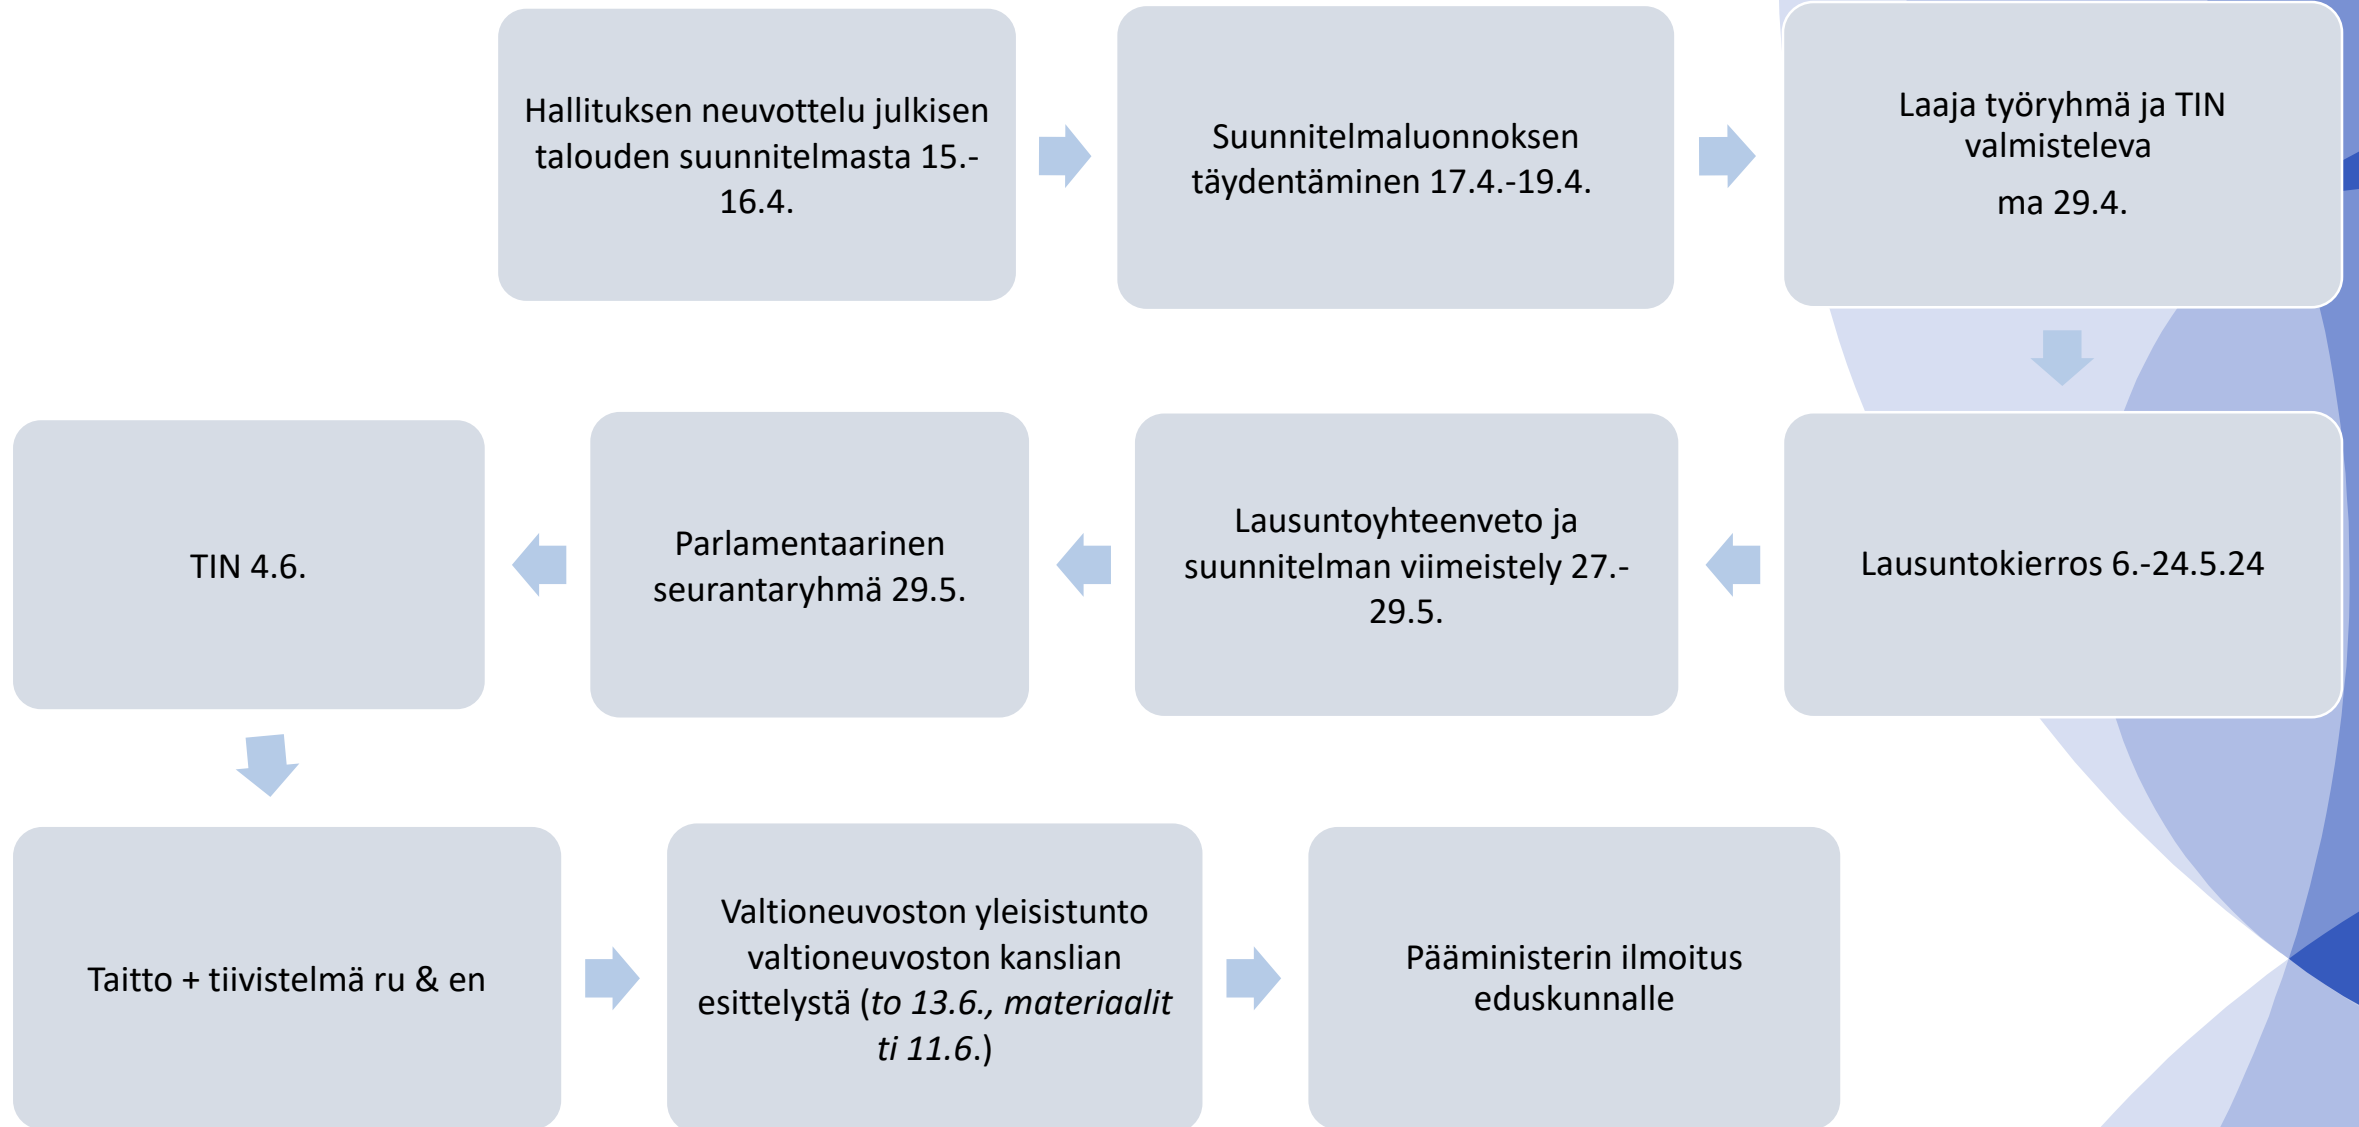 Hallituksen neuvottelu julkisen
talouden suunnitelmasta 15.-
16.4.
Suunnitelmaluonnoksen
täydentäminen 17.4.-19.4.
Laaja työryhmä ja TIN
valmisteleva
ma 29.4.
Lausuntokierros 6.-24.5.24
Lausuntoyhteenveto ja
suunnitelman viimeistely 27.-
29.5.
Parlamentaarinen
seurantaryhmä 29.5.
TIN 4.6.
Taitto + tiivistelmä ru & en
Valtioneuvoston yleisistunto
valtioneuvoston kanslian
esittelystä (to 13.6., materiaalit
ti 11.6.)
Pääministerin ilmoitus
eduskunnalle